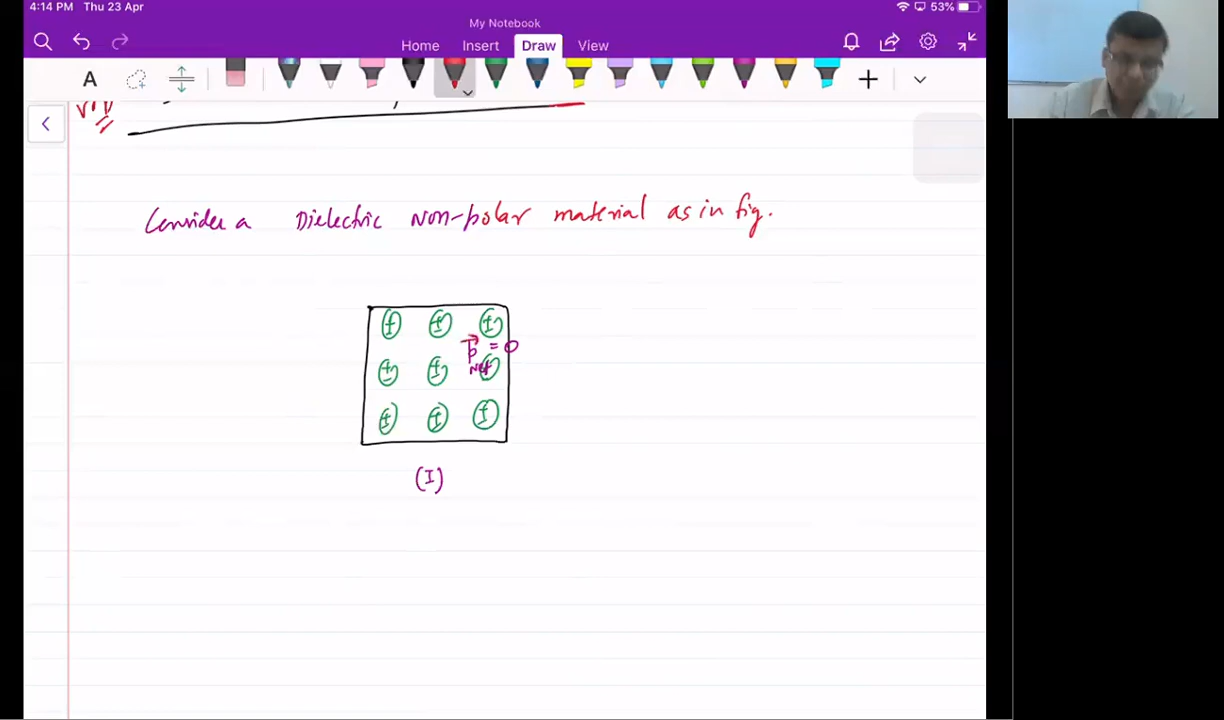 4:14 PM Thu 23 Apr
53%
My Notebook
Home Insert Draw View
A
VIP
Consider a Dielectric Non-polar material as in fig.
± ± ±
p⃗ = 0
Net
± ± ±
± ± ±
(I)